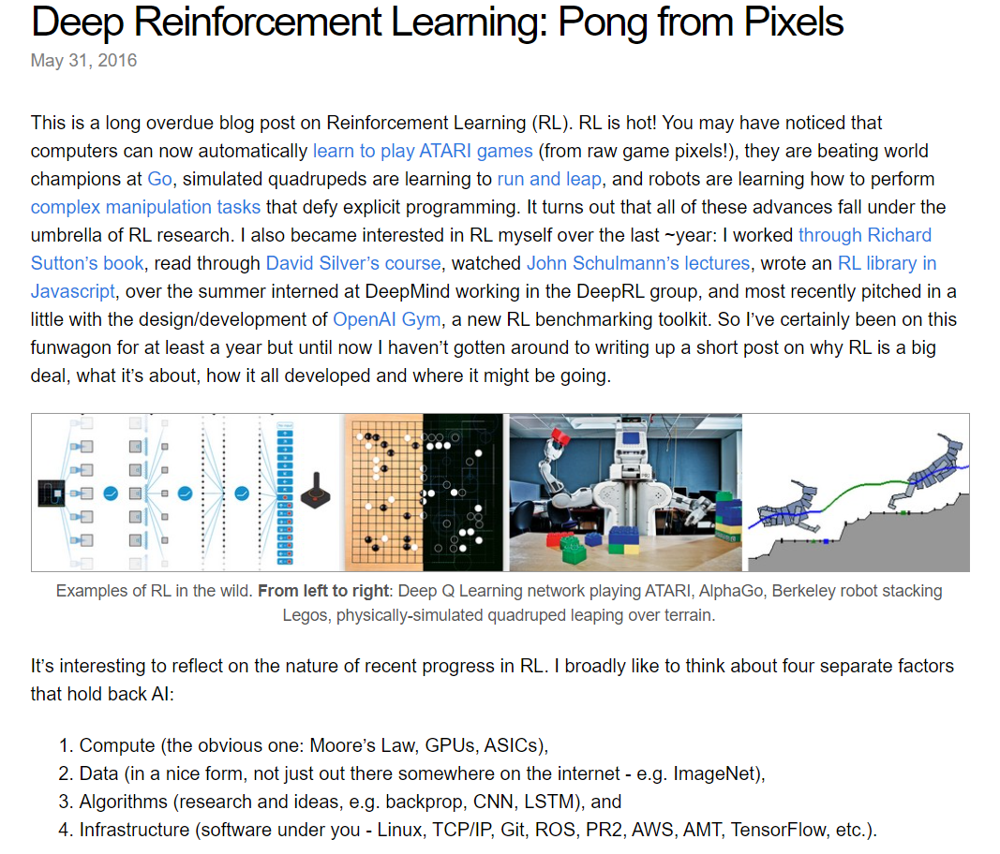 Deep Reinforcement Learning: Pong from Pixels
May 31, 2016
This is a long overdue blog post on Reinforcement Learning (RL). RL is hot! You may have noticed that
computers can now automatically learn to play ATARI games (from raw game pixels!), they are beating world
champions at Go, simulated quadrupeds are learning to run and leap, and robots are learning how to perform
complex manipulation tasks that defy explicit programming. It turns out that all of these advances fall under the
umbrella of RL research. I also became interested in RL myself over the last ~year: I worked through Richard
Sutton’s book, read through David Silver’s course, watched John Schulmann’s lectures, wrote an RL library in
Javascript, over the summer interned at DeepMind working in the DeepRL group, and most recently pitched in a
little with the design/development of OpenAI Gym, a new RL benchmarking toolkit. So I’ve certainly been on this
funwagon for at least a year but until now I haven’t gotten around to writing up a short post on why RL is a big
deal, what it’s about, how it all developed and where it might be going.
Examples of RL in the wild. From left to right: Deep Q Learning network playing ATARI, AlphaGo, Berkeley robot stacking
Legos, physically-simulated quadruped leaping over terrain.
It’s interesting to reflect on the nature of recent progress in RL. I broadly like to think about four separate factors
that hold back AI:
1. Compute (the obvious one: Moore’s Law, GPUs, ASICs),
2. Data (in a nice form, not just out there somewhere on the internet - e.g. ImageNet),
3. Algorithms (research and ideas, e.g. backprop, CNN, LSTM), and
4. Infrastructure (software under you - Linux, TCP/IP, Git, ROS, PR2, AWS, AMT, TensorFlow, etc.).